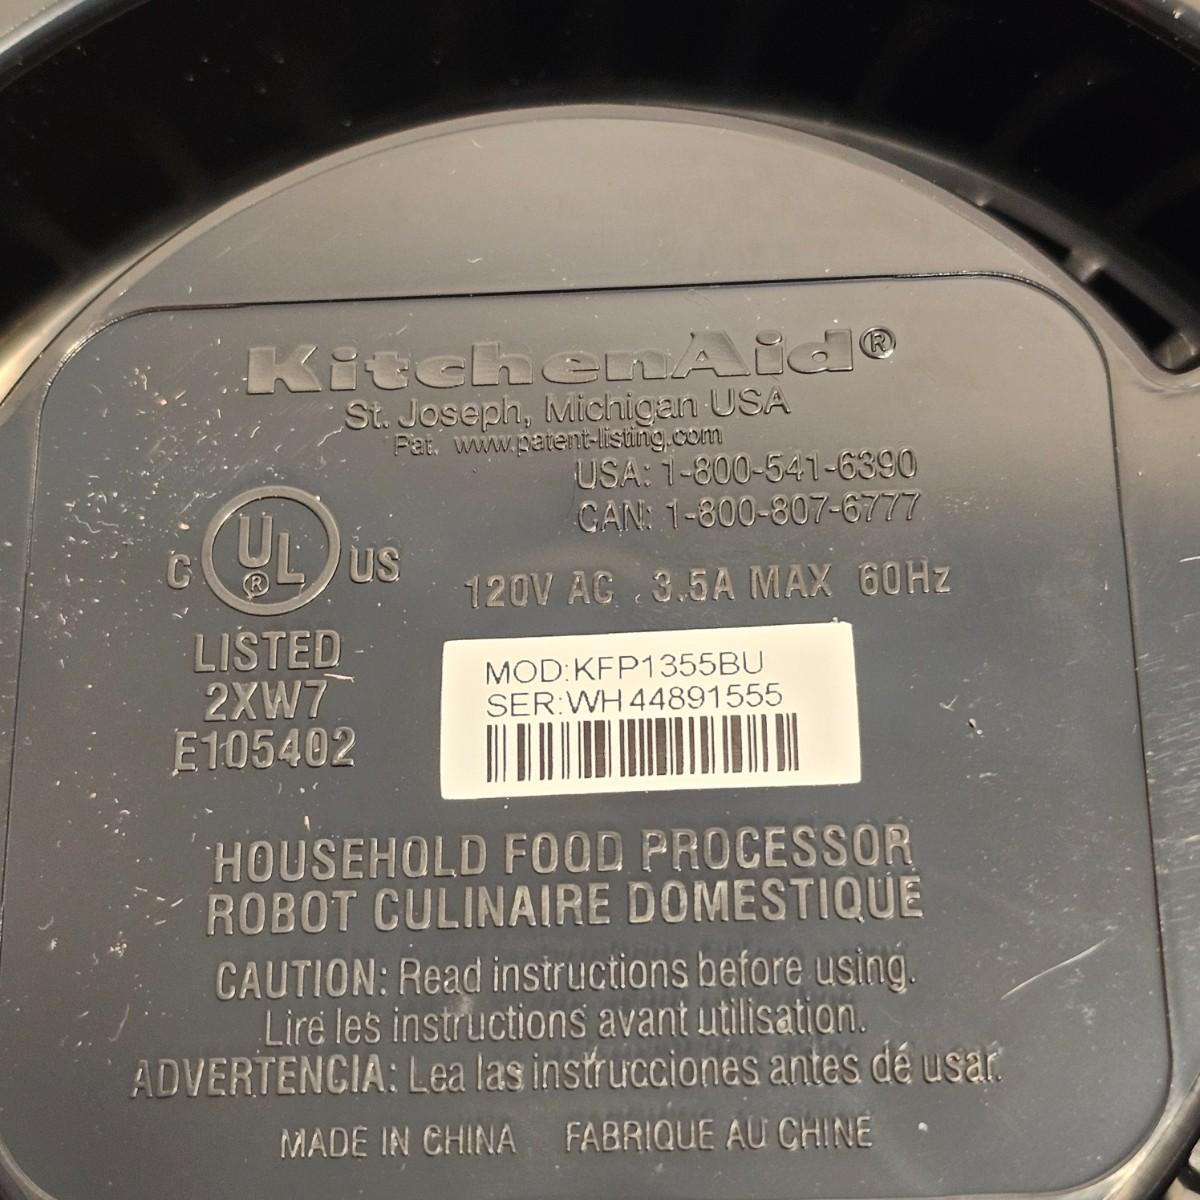 KitchenAid®
St. Joseph, Michigan USA
Pat. www.patent-listing.com
USA: 1-800-541-6390
CAN: 1-800-807-6777
C UL® US
120V AC 3.5A MAX 60Hz
LISTED
2XW7
E105402
MOD:KFP1355BU
SER:WH44891555
HOUSEHOLD FOOD PROCESSOR
ROBOT CULINAIRE DOMESTIQUE
CAUTION: Read instructions before using.
Lire les instructions avant utilisation.
ADVERTENCIA: Lea las instrucciones antes de usar.
MADE IN CHINA FABRIQUE AU CHINE